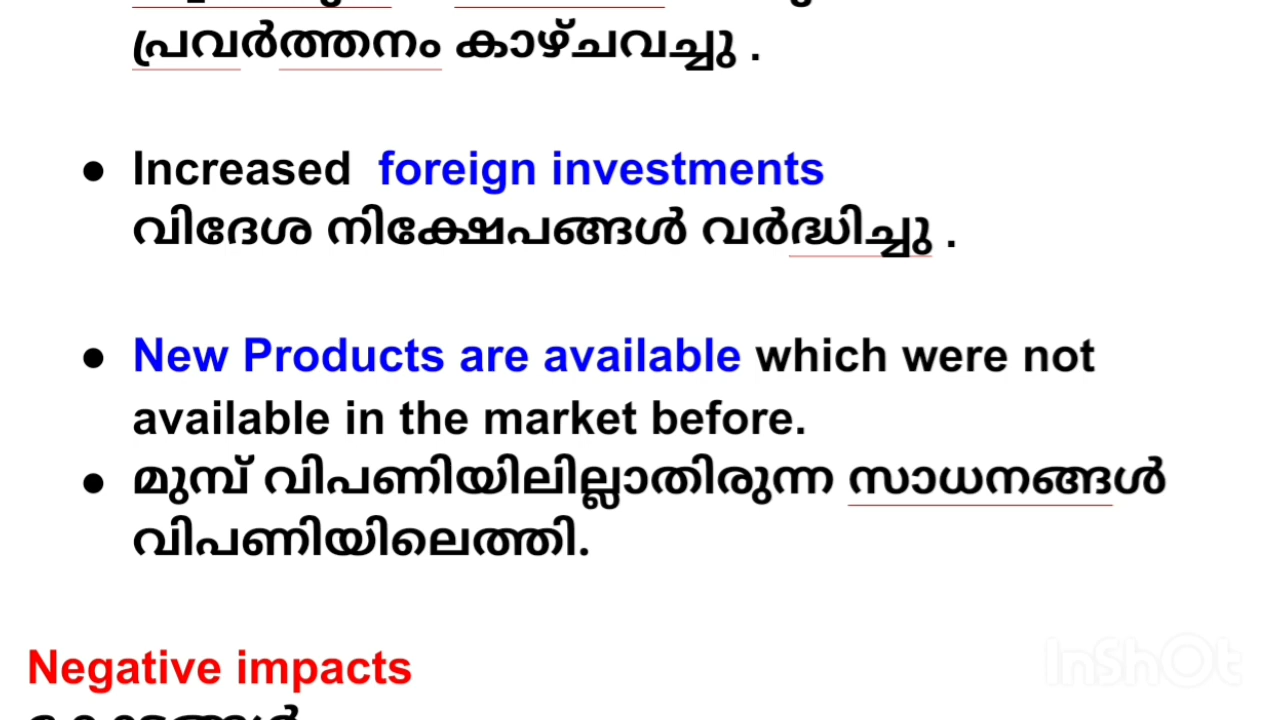 പ്രവർത്തനം കാഴ്ചവച്ചു .
● Increased foreign investments
വിദേശ നിക്ഷേപങ്ങൾ വർദ്ധിച്ചു .
● New Products are available which were not
available in the market before.
● മുമ്പ് വിപണിയിലില്ലാതിരുന്ന സാധനങ്ങൾ
വിപണിയിലെത്തി.
Negative impacts
InShOt